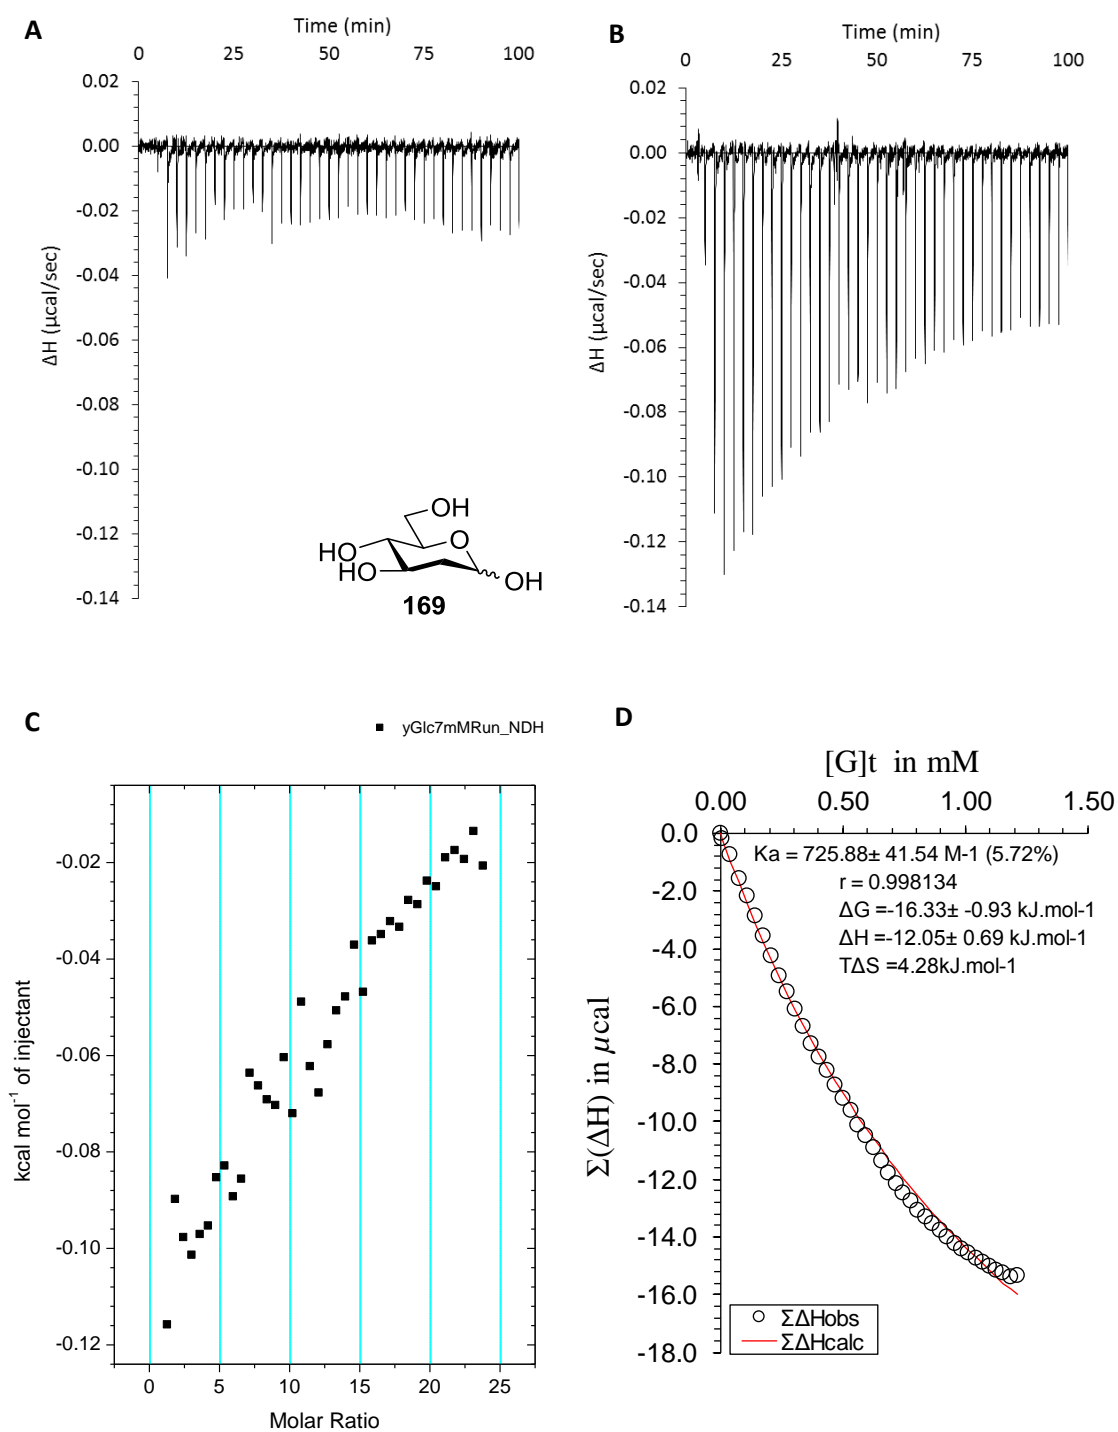 A
Time (min)
0 25 50 75 100
0.02
0.00
-0.02
-0.04
-0.06
-0.08
-0.10
-0.12
-0.14
ΔH (μcal/sec)
OH
O
HO
HO
OH
169
B
Time (min)
0 25 50 75 100
0.02
0.00
-0.02
-0.04
-0.06
-0.08
-0.10
-0.12
-0.14
ΔH (μcal/sec)
C
yGlc7mMRun_NDH
-0.02
-0.04
-0.06
-0.08
-0.10
-0.12
kcal mol⁻¹ of injectant
0 5 10 15 20 25
Molar Ratio
D
[G]t in mM
0.00 0.50 1.00 1.50
0.0
-2.0
-4.0
-6.0
-8.0
-10.0
-12.0
-14.0
-16.0
-18.0
Σ(ΔH) in μcal
Ka = 725.88± 41.54 M-1 (5.72%)
r = 0.998134
ΔG =-16.33± -0.93 kJ.mol-1
ΔH =-12.05± 0.69 kJ.mol-1
TΔS =4.28kJ.mol-1
ΣΔHobs
ΣΔHcalc